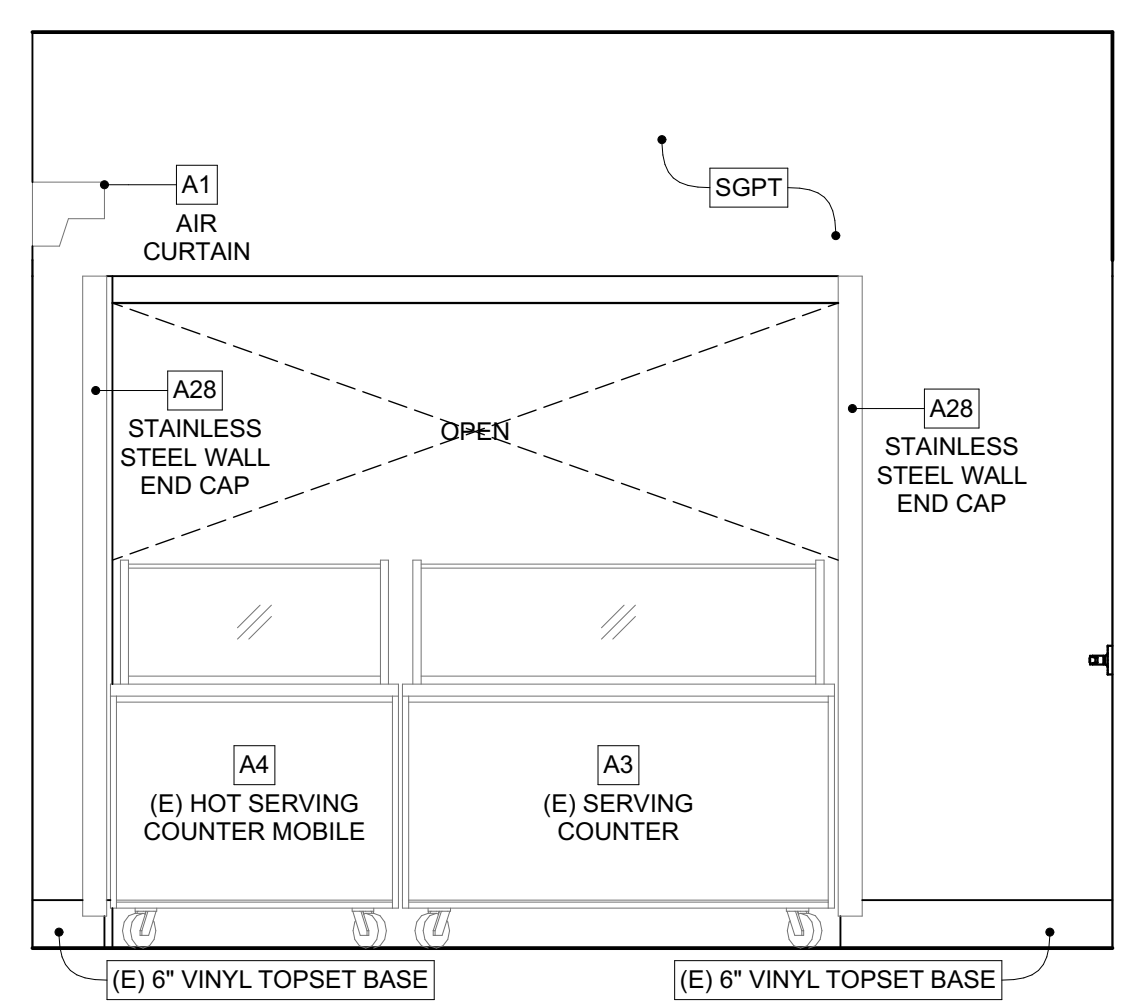 A1
AIR
CURTAIN
SGPT
A28
STAINLESS
STEEL WALL
END CAP
OPEN
A28
STAINLESS
STEEL WALL
END CAP
A4
(E) HOT SERVING
COUNTER MOBILE
A3
(E) SERVING
COUNTER
(E) 6" VINYL TOPSET BASE
(E) 6" VINYL TOPSET BASE